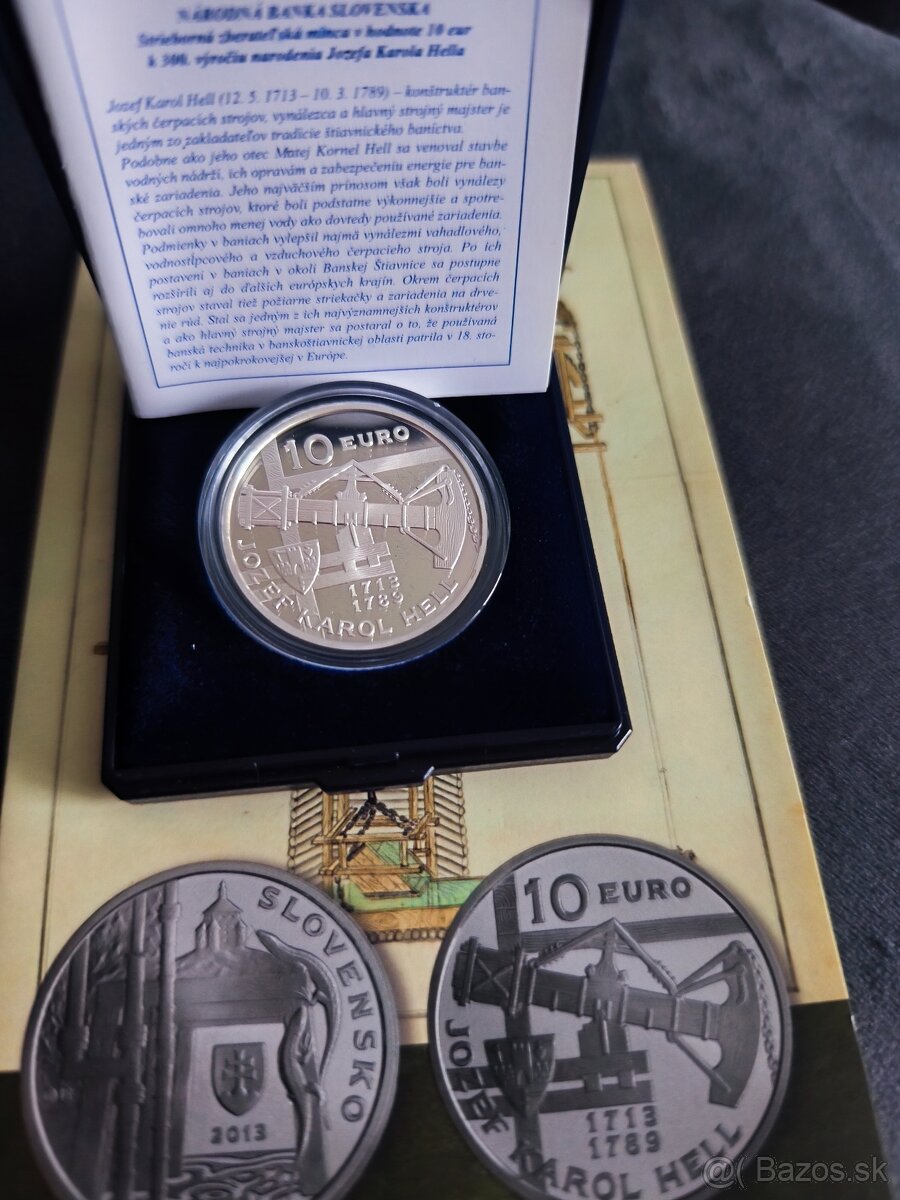 NÁRODNÁ BANKA SLOVENSKA
Strieborná zberateľská minca v hodnote 10 eur
k 300. výročiu narodenia Jozefa Karola Hella
Jozef Karol Hell (12. 5. 1713 – 10. 3. 1789) – konštruktér ban-
ských čerpacích strojov, vynálezca a hlavný strojný majster je
jedným zo zakladateľov tradície štiavnického baníctva.
Podobne ako jeho otec Matej Kornel Hell sa venoval stavbe
vodných nádrží, ich opravám a zabezpečeniu energie pre ban-
ské zariadenia. Jeho najväčším prínosom však boli vynálezy
čerpacích strojov, ktoré boli podstatne výkonnejšie a spotre-
bovali omnoho menej vody ako dovtedy používané zariadenia.
Podmienky v baniach vylepšil najmä vynálezmi vahadlového,
vodnostĺpcového a vzduchového čerpacieho stroja. Po ich
postavení v baniach v okolí Banskej Štiavnice sa postupne
rozšírili aj do ďalších európskych krajín. Okrem čerpacích
strojov staval tiež požiarne striekačky a zariadenia na drve-
nie rúd. Stal sa jedným z ich najvýznamnejších konštruktérov
a ako hlavný strojný majster sa postaral o to, že používaná
banská technika v banskoštiavnickej oblasti patrila v 18. sto-
ročí k najpokrokovejšej v Európe.
10 EURO
1713
1789
JOZEF KAROL HELL
SLOVENSKO
2013
10 EURO
1713
1789
JOZEF KAROL HELL
@( Bazos.sk